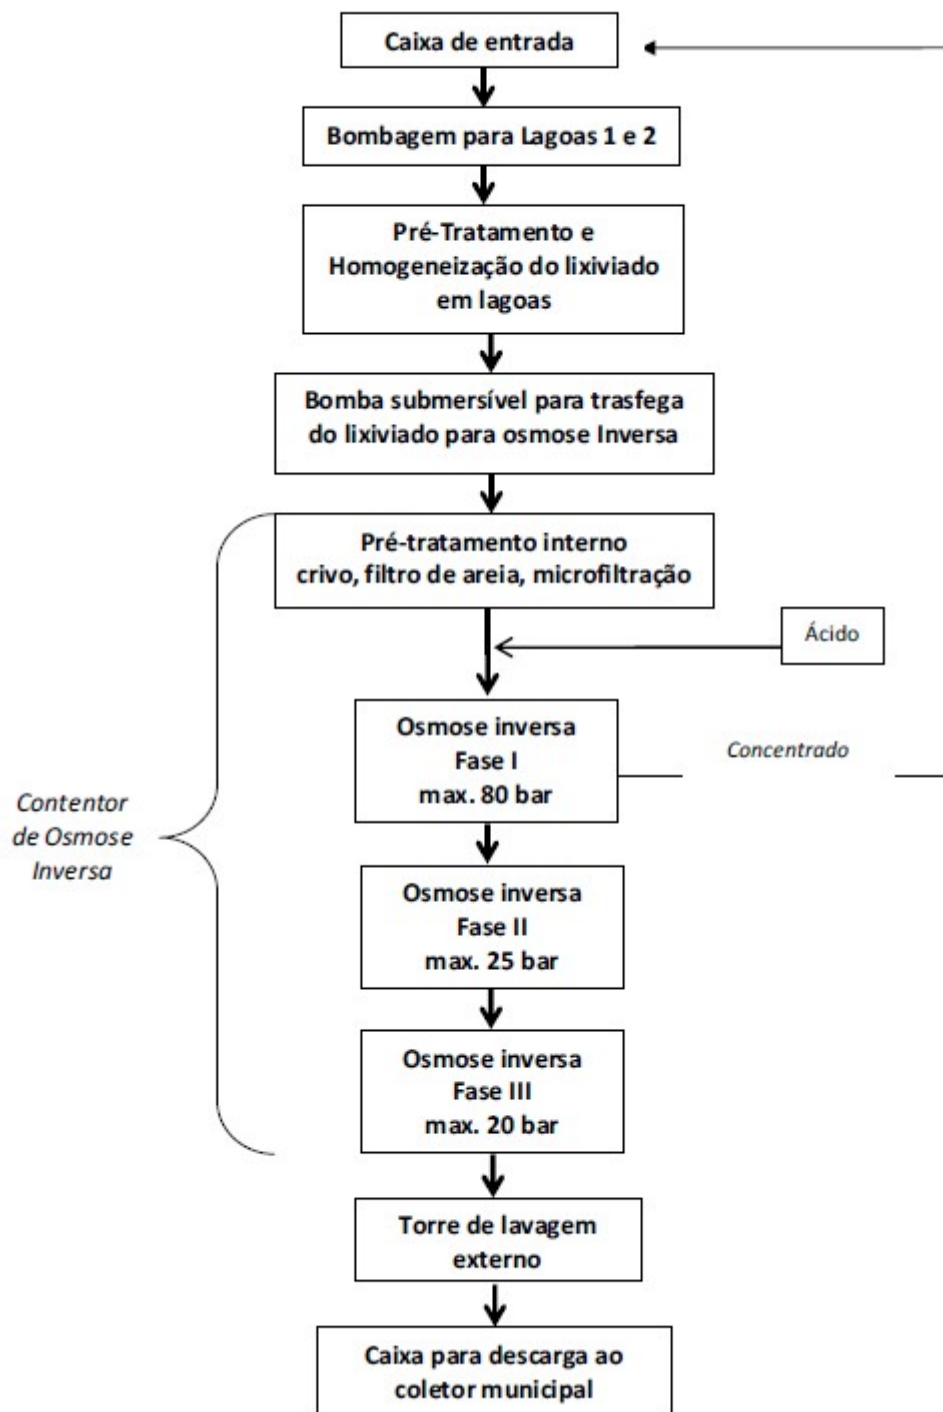 Caixa de entrada
Bombagem para Lagoas 1 e 2
Pré-Tratamento e
Homogeneização do lixiviado
em lagoas
Bomba submersível para trasfega
do lixiviado para osmose Inversa
Pré-tratamento interno
crivo, filtro de areia, microfiltração
Ácido
Osmose inversa
Fase I
max. 80 bar
Concentrado
Contentor
de Osmose
Inversa
Osmose inversa
Fase II
max. 25 bar
Osmose inversa
Fase III
max. 20 bar
Torre de lavagem
externo
Caixa para descarga ao
coletor municipal